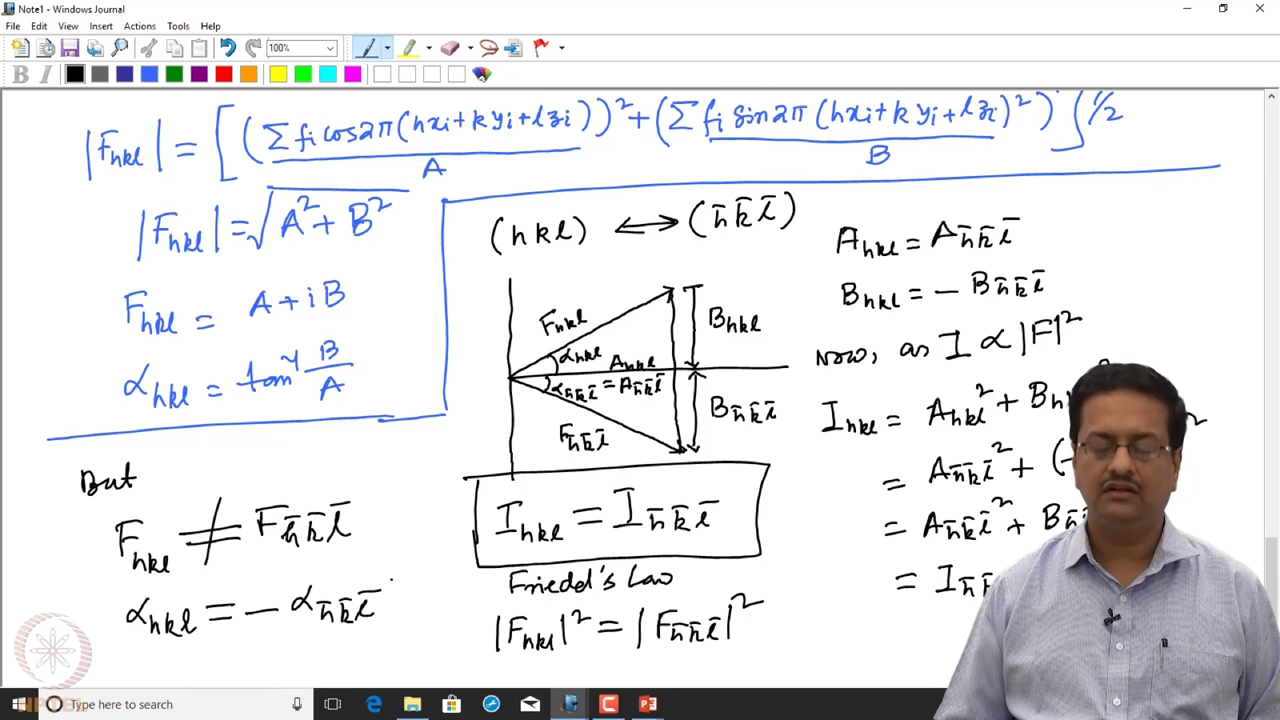 Note1 - Windows Journal
File Edit View Insert Actions Tools Help
100%
|Fhkl| = [(Σ fi cos2π(hxi+kyi+lzi))² + (Σ fi sin2π(hxi+kyi+lzi)²)]^1/2
A
B
|Fhkl| = √A² + B²
Fhkl = A + iB
αhkl = tan⁻¹ B/A
(hkl) ⟷ (h̄k̄l̄)
Fhkl
αhkl
Ahkl
αh̄k̄l̄ = Ah̄k̄l̄
Fh̄k̄l̄
Bhkl
Bh̄k̄l̄
Ihkl = Ih̄k̄l̄
Friedel's Law
|Fhkl|² = |Fh̄k̄l̄|²
Ahkl = Ah̄k̄l̄
Bhkl = - Bh̄k̄l̄
Now, as I ∝ |F|²
Ihkl = Ahkl² + Bh
= Ah̄k̄l̄² + (-
= Ah̄k̄l̄² + Bh̄
= Ih̄
But
Fhkl ≠ Fh̄k̄l̄
αhkl = - αh̄k̄l̄
Type here to search